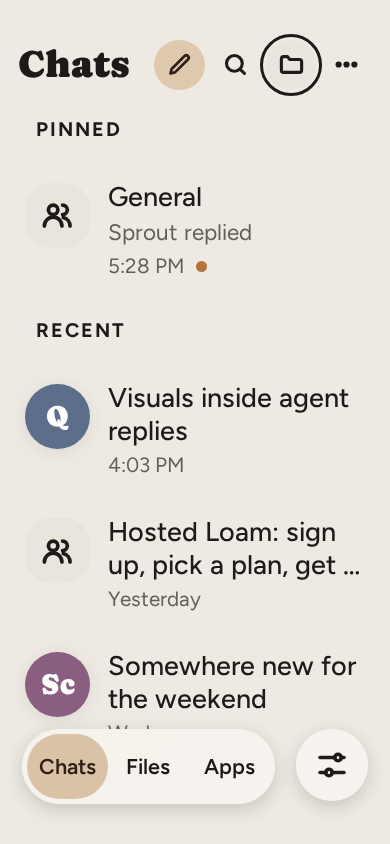 Chats
PINNED
General
Sprout replied
5:28 PM
RECENT
Q
Visuals inside agent
replies
4:03 PM
Hosted Loam: sign
up, pick a plan, get ...
Yesterday
Sc
Somewhere new for
the weekend
Chats
Files
Apps